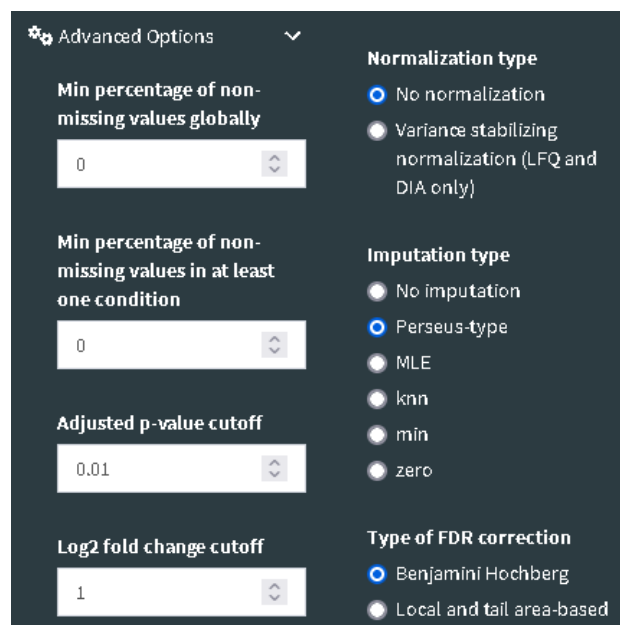 Advanced Options
Min percentage of non-
missing values globally
0
Min percentage of non-
missing values in at least
one condition
0
Adjusted p-value cutoff
0.01
Log2 fold change cutoff
1
Normalization type
No normalization
Variance stabilizing
normalization (LFQ and
DIA only)
Imputation type
No imputation
Perseus-type
MLE
knn
min
zero
Type of FDR correction
Benjamini Hochberg
Local and tail area-based